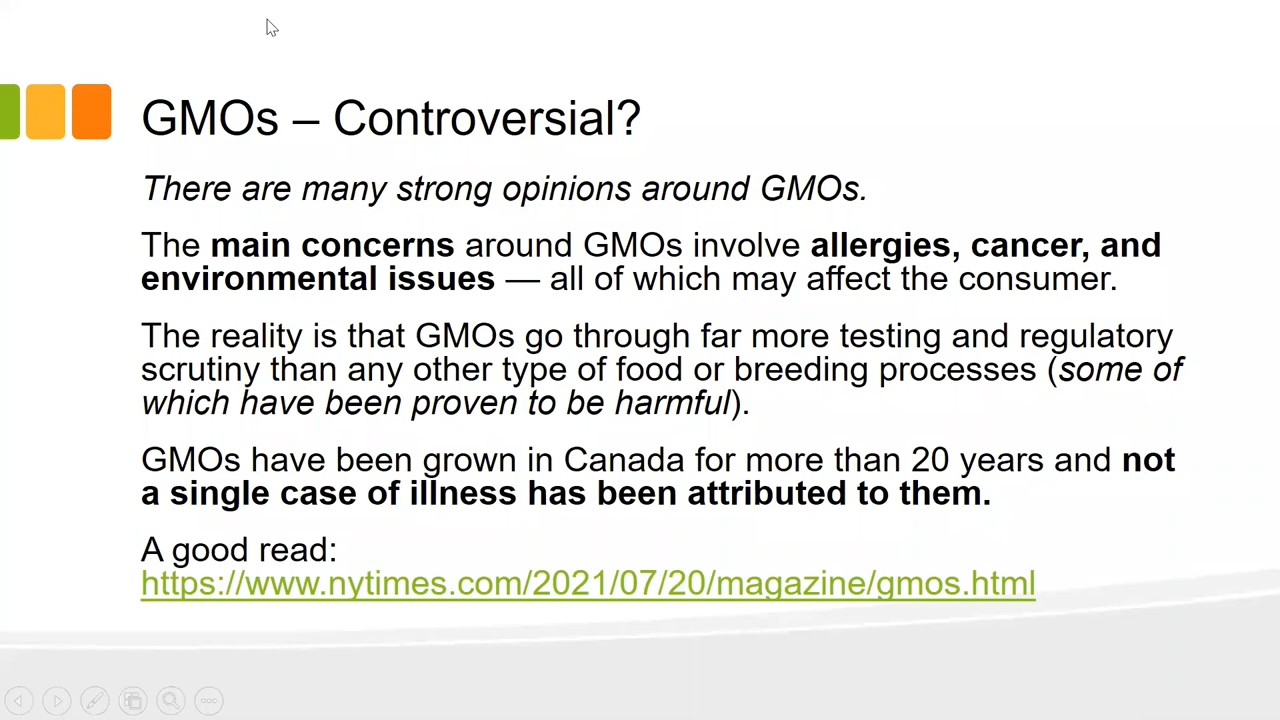 GMOs – Controversial?
There are many strong opinions around GMOs.
The main concerns around GMOs involve allergies, cancer, and
environmental issues — all of which may affect the consumer.
The reality is that GMOs go through far more testing and regulatory
scrutiny than any other type of food or breeding processes (some of
which have been proven to be harmful).
GMOs have been grown in Canada for more than 20 years and not
a single case of illness has been attributed to them.
A good read:
https://www.nytimes.com/2021/07/20/magazine/gmos.html